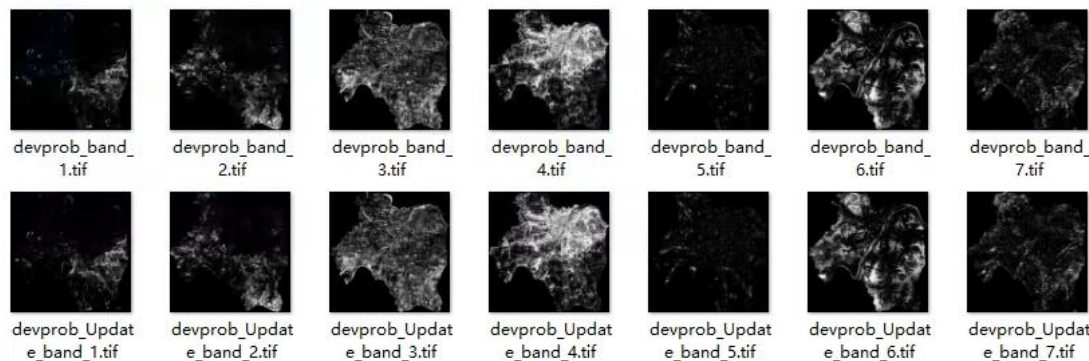 devprob_band_ devprob_band_ devprob_band_ devprob_band_ devprob_band_ devprob_band_ devprob_band_
1.tif 2.tif 3.tif 4.tif 5.tif 6.tif 7.tif
devprob_Updat devprob_Updat devprob_Updat devprob_Updat devprob_Updat devprob_Updat devprob_Updat
e_band_1.tif e_band_2.tif e_band_3.tif e_band_4.tif e_band_5.tif e_band_6.tif e_band_7.tif